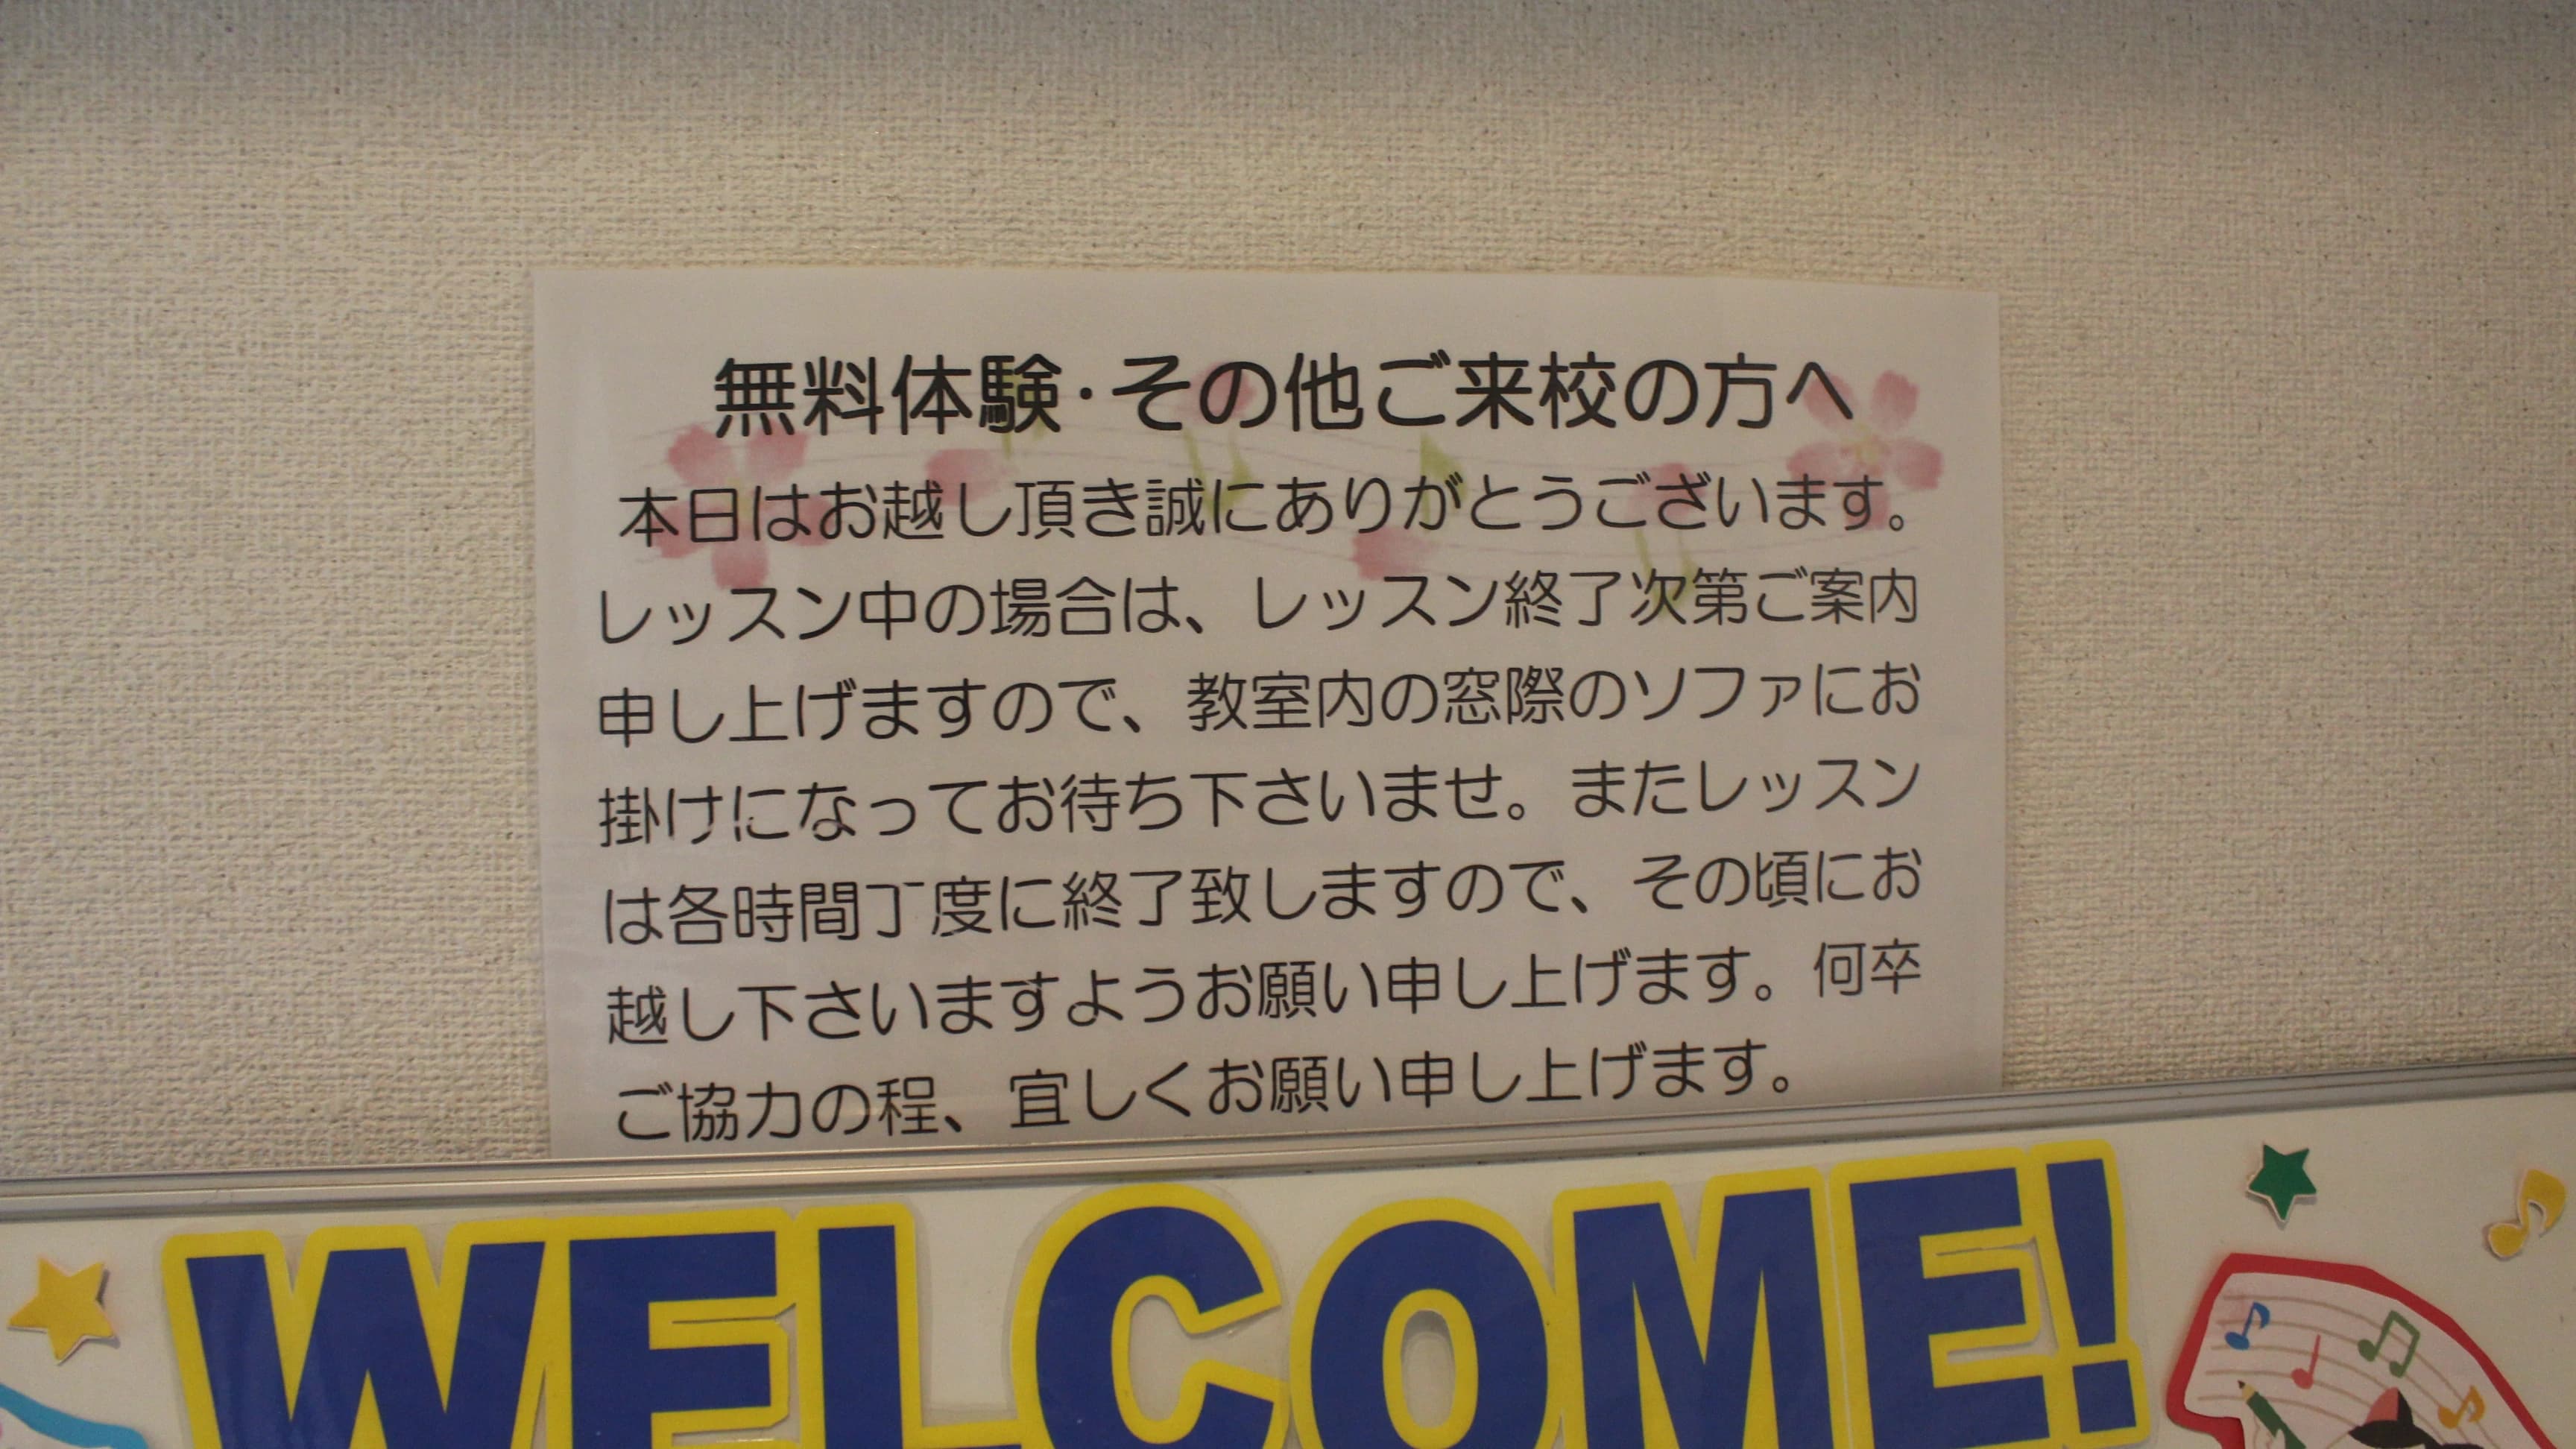 無料体験・その他ご来校の方へ
本日はお越し頂き誠にありがとうございます。
レッスン中の場合は、レッスン終了次第ご案内
申し上げますので、教室内の窓際のソファにお
掛けになってお待ち下さいませ。またレッスン
は各時間丁度に終了致しますので、その頃にお
越し下さいますようお願い申し上げます。何卒
ご協力の程、宜しくお願い申し上げます。
WELCOME!